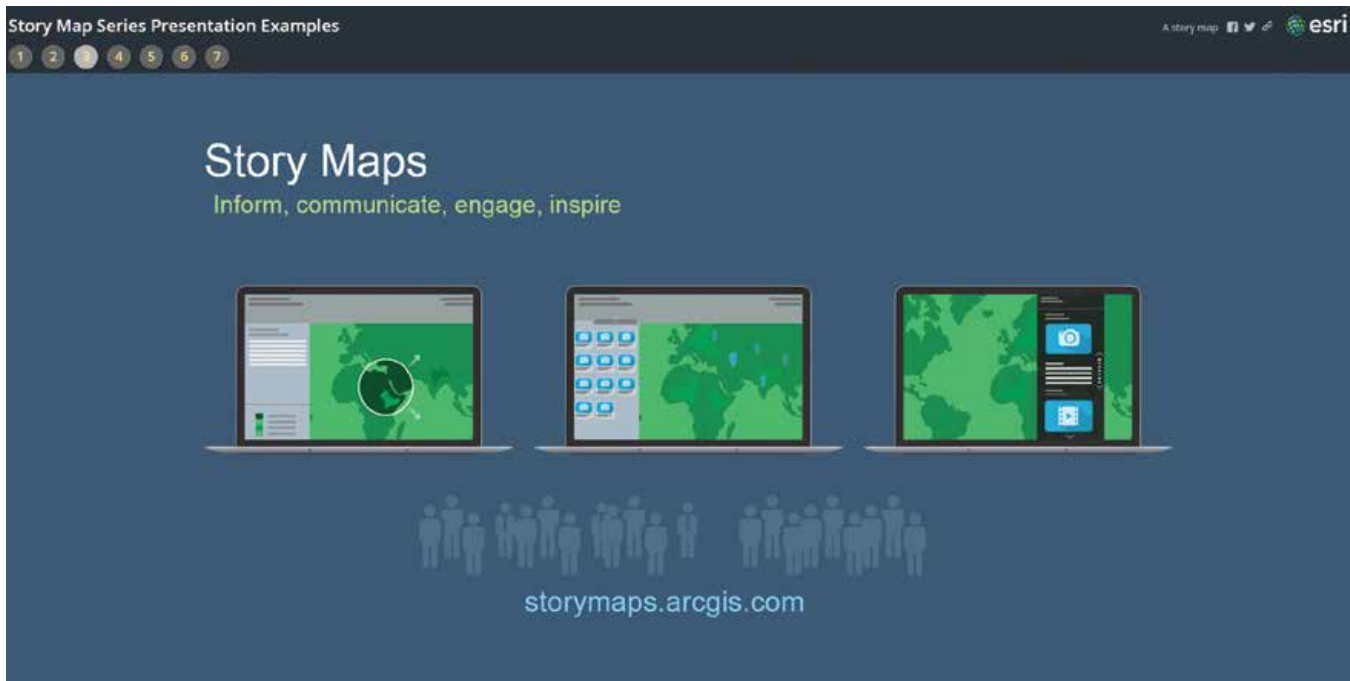 Story Map Series Presentation Examples
A story map
esri
1 2 3 4 5 6 7
Story Maps
Inform, communicate, engage, inspire
storymaps.arcgis.com